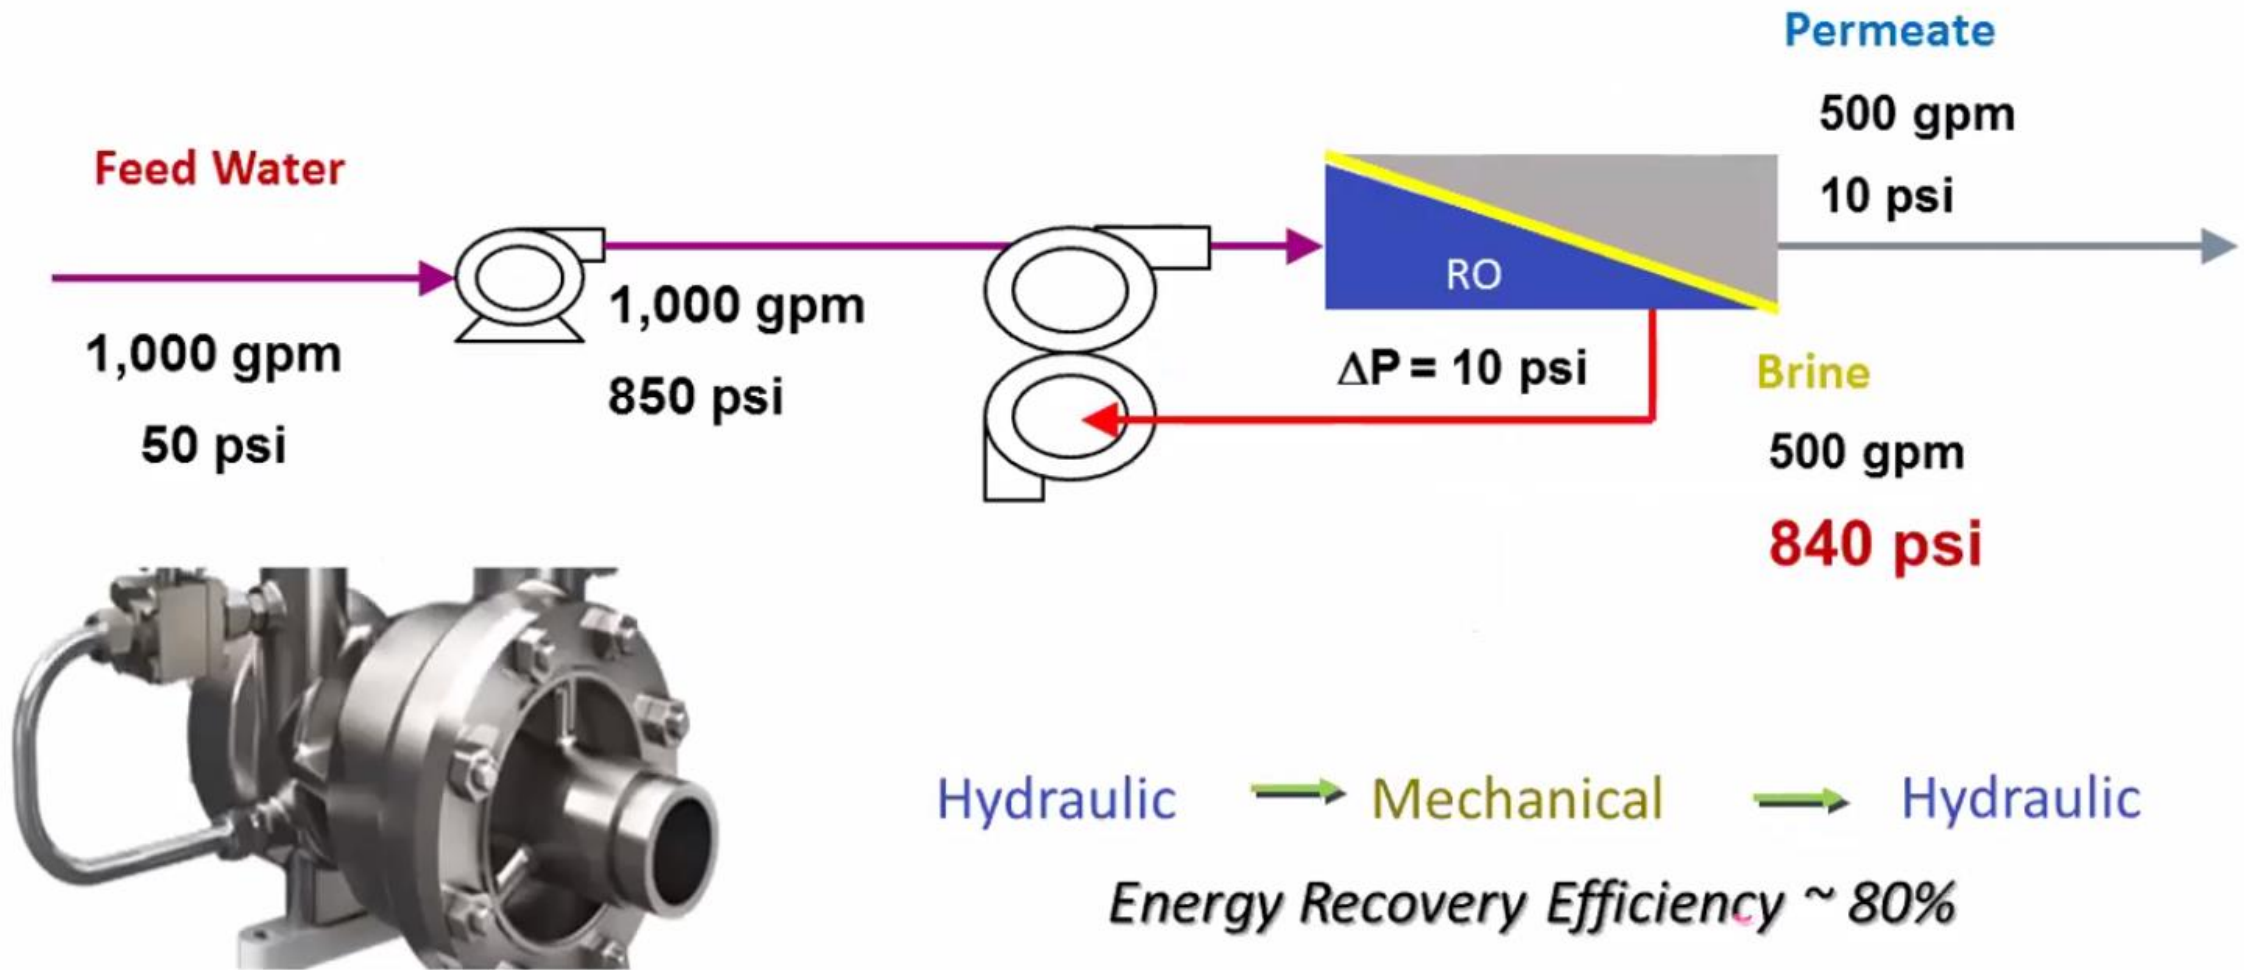 Permeate
500 gpm
10 psi
Feed Water
1,000 gpm
50 psi
1,000 gpm
850 psi
RO
ΔP = 10 psi
Brine
500 gpm
840 psi
Hydraulic Mechanical Hydraulic
Energy Recovery Efficiency ~ 80%